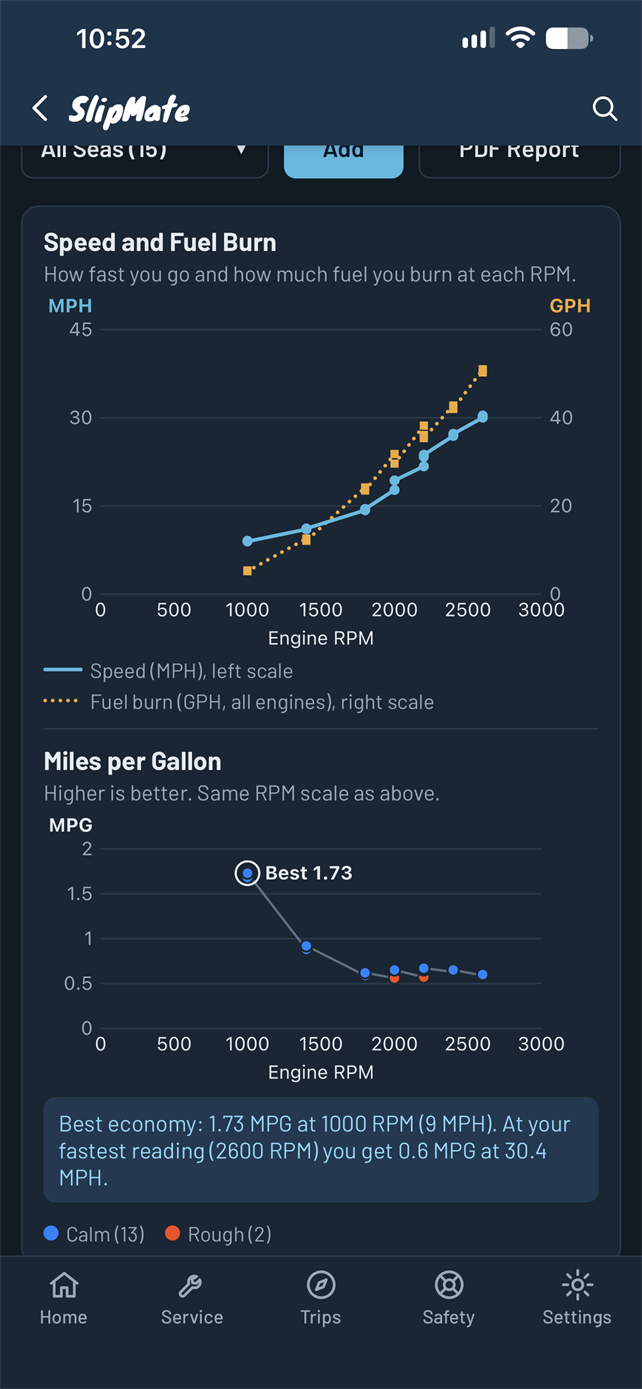 10:52
SlipMate
All Seas (15) ▼ Add PDF Report
Speed and Fuel Burn
How fast you go and how much fuel you burn at each RPM.
MPH GPH
45 60
30 40
15 20
0 0
0 500 1000 1500 2000 2500 3000
Engine RPM
Speed (MPH), left scale
Fuel burn (GPH, all engines), right scale
Miles per Gallon
Higher is better. Same RPM scale as above.
MPG
2
Best 1.73
1.5
1
0.5
0
0 500 1000 1500 2000 2500 3000
Engine RPM
Best economy: 1.73 MPG at 1000 RPM (9 MPH). At your
fastest reading (2600 RPM) you get 0.6 MPG at 30.4
MPH.
Calm (13) Rough (2)
Home Service Trips Safety Settings